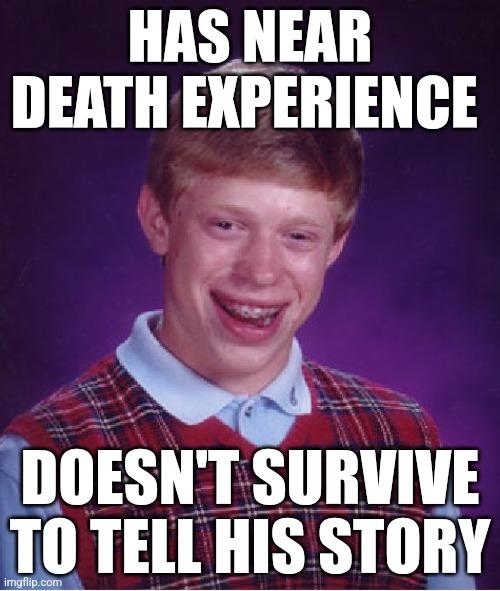 HAS NEAR
DEATH EXPERIENCE
DOESN'T SURVIVE
TO TELL HIS STORY
imgflip.com